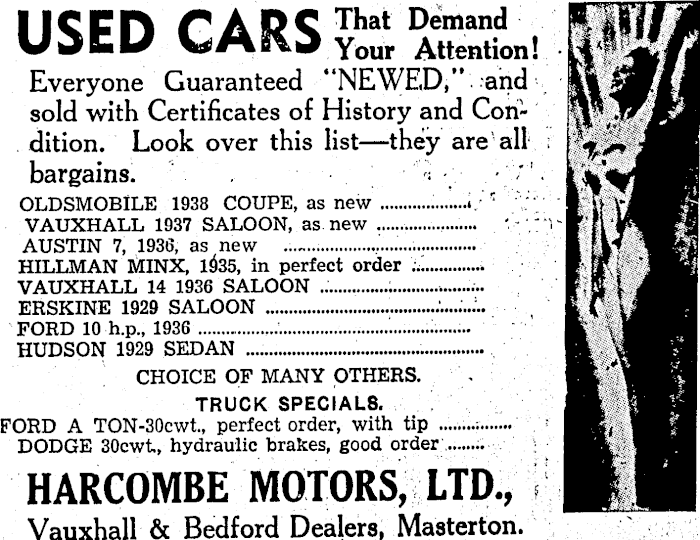 USED CARS That Demand
Your Attention!
Everyone Guaranteed "NEWED," and
sold with Certificates of History and Con-
dition. Look over this list—they are all
bargains.
OLDSMOBILE 1938 COUPE, as new ....................
VAUXHALL 1937 SALOON, as new ....................
AUSTIN 7, 1936, as new ....................
HILLMAN MINX, 1935, in perfect order ..............
VAUXHALL 14 1936 SALOON ....................
ERSKINE 1929 SALOON ....................
FORD 10 h.p., 1936 ....................
HUDSON 1929 SEDAN ....................
CHOICE OF MANY OTHERS.
TRUCK SPECIALS.
FORD A TON-30cwt., perfect order, with tip ..............
DODGE 30cwt., hydraulic brakes, good order ........
HARCOMBE MOTORS, LTD.,
Vauxhall & Bedford Dealers, Masterton.